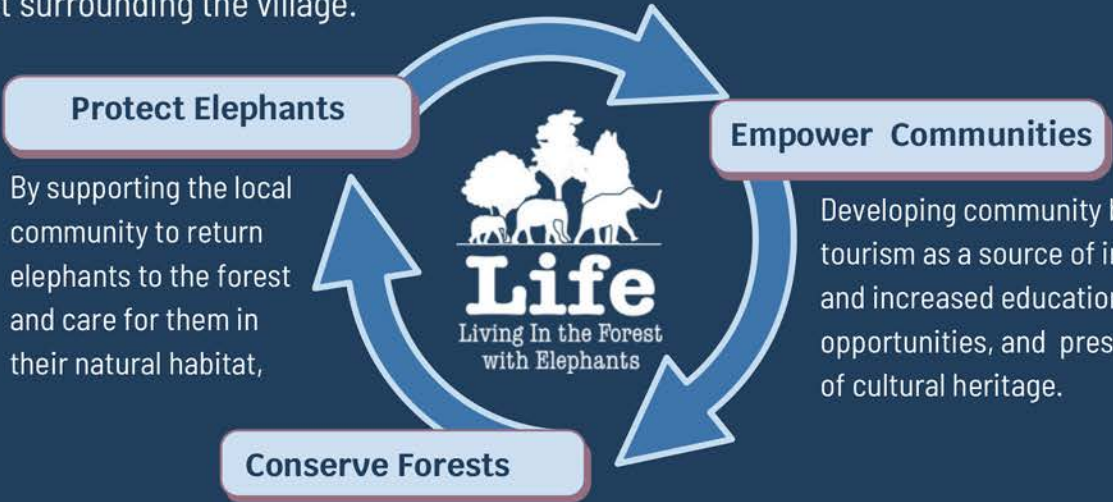 t surrounding the village.
Protect Elephants
By supporting the local
community to return
elephants to the forest
and care for them in
their natural habitat,
Life
Living In the Forest
with Elephants
Empower Communities
Developing community
tourism as a source of
and increased education
opportunities, and
of cultural heritage.
Conserve Forests